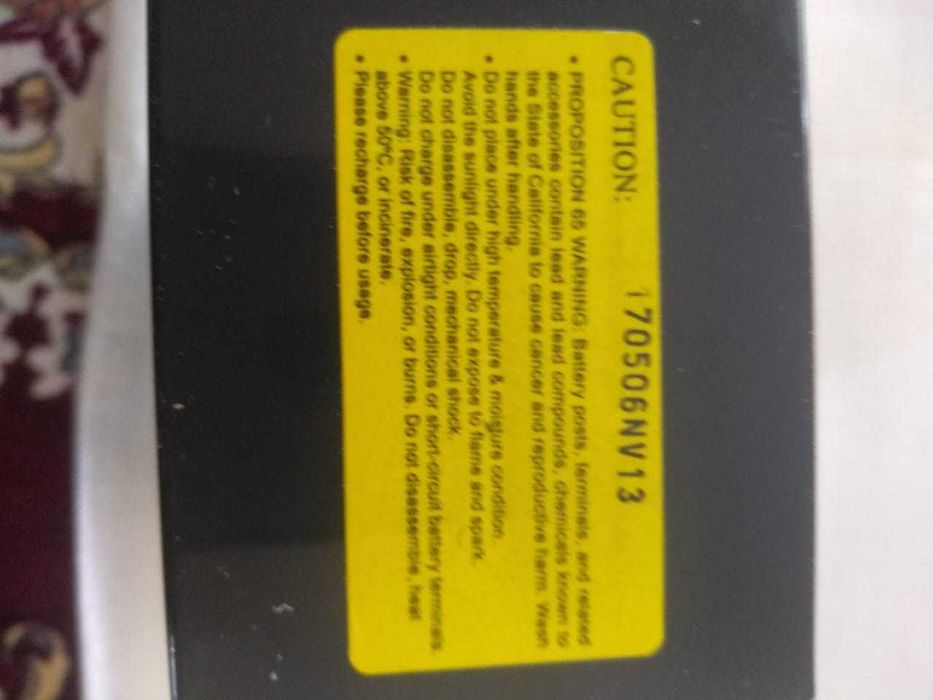 CAUTION: 170506NV13
• PROPOSITION 65 WARNING: Battery posts, terminals, and related
accessories contain lead and lead compounds, chemicals known to
the State of California to cause cancer and reproductive harm. Wash
hands after handling.
• Do not place under high temperature & moigure condition.
Avoid the sunlight directly. Do not expose to flame and spark.
Do not disassemble, drop, mechanical shock.
Do not charge under airtight conditions or short-circuit battery terminals.
• Warning: Risk of fire, explosion, or burns. Do not disassemble, heat
above 50°C, or incinerate.
• Please recharge before usage.